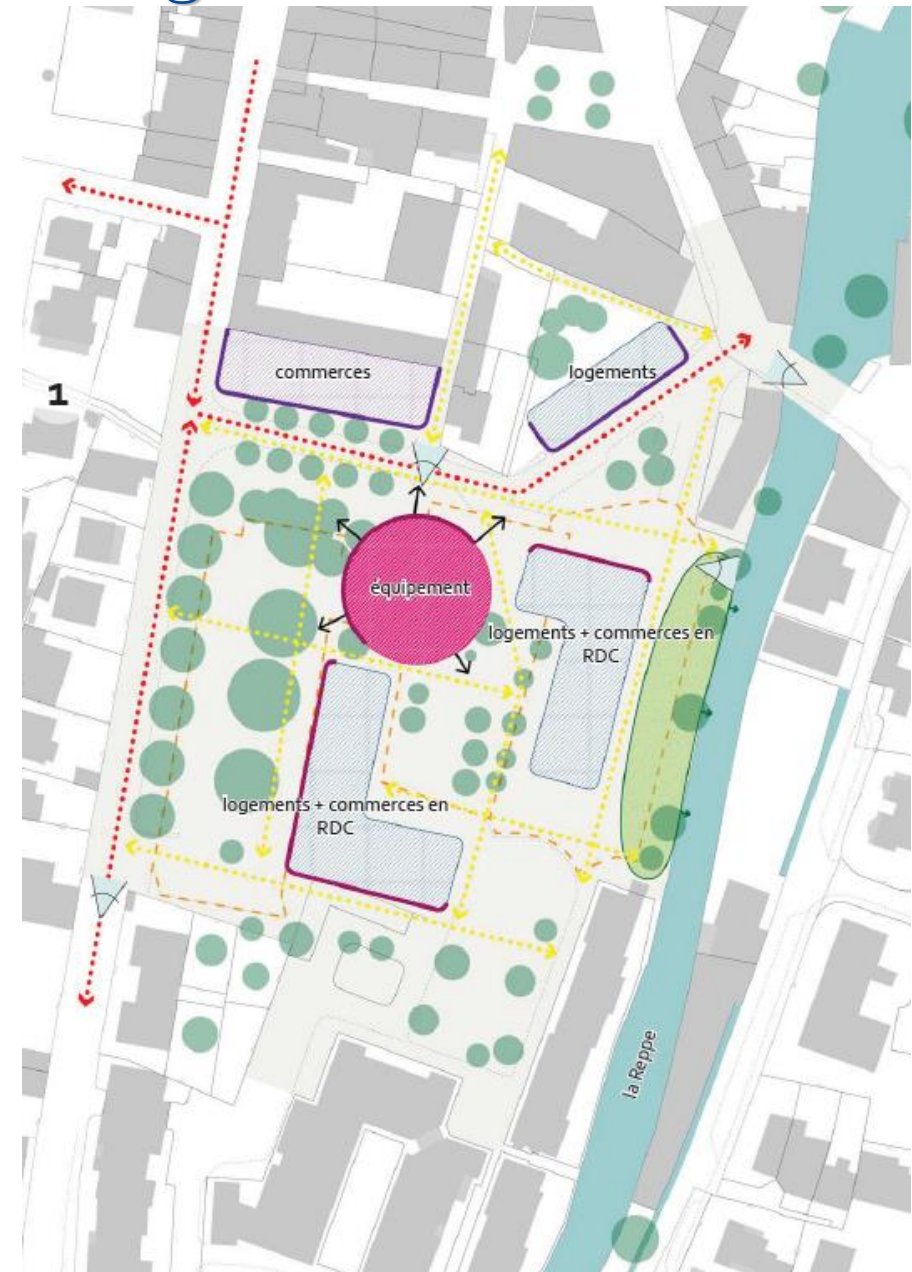 commerces
logements
1
équipement
logements + commerces en
RDC
logements + commerces en
RDC
la Reppe